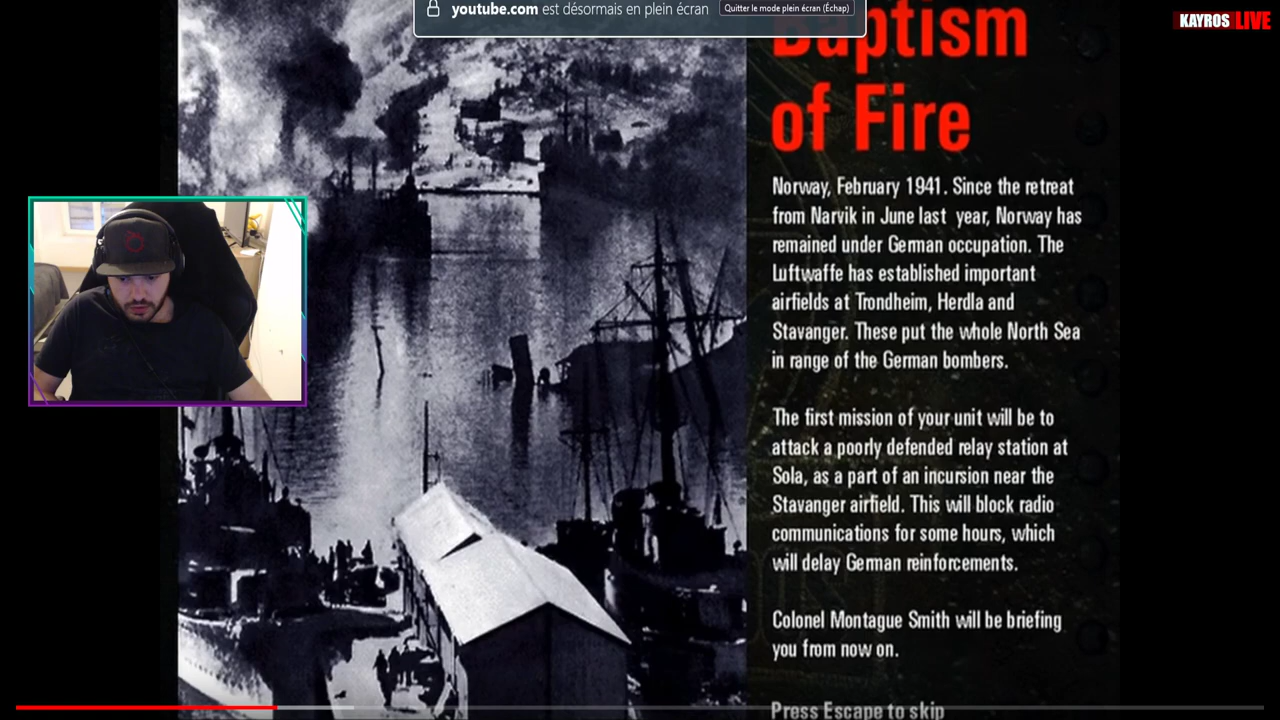 youtube.com est désormais en plein écran
Quitter le mode plein écran (Échap)
KAYROS LIVE
Baptism
of Fire
Norway, February 1941. Since the retreat
from Narvik in June last year, Norway has
remained under German occupation. The
Luftwaffe has established important
airfields at Trondheim, Herdla and
Stavanger. These put the whole North Sea
in range of the German bombers.
The first mission of your unit will be to
attack a poorly defended relay station at
Sola, as a part of an incursion near the
Stavanger airfield. This will block radio
communications for some hours, which
will delay German reinforcements.
Colonel Montague Smith will be briefing
you from now on.
Press Escape to skip